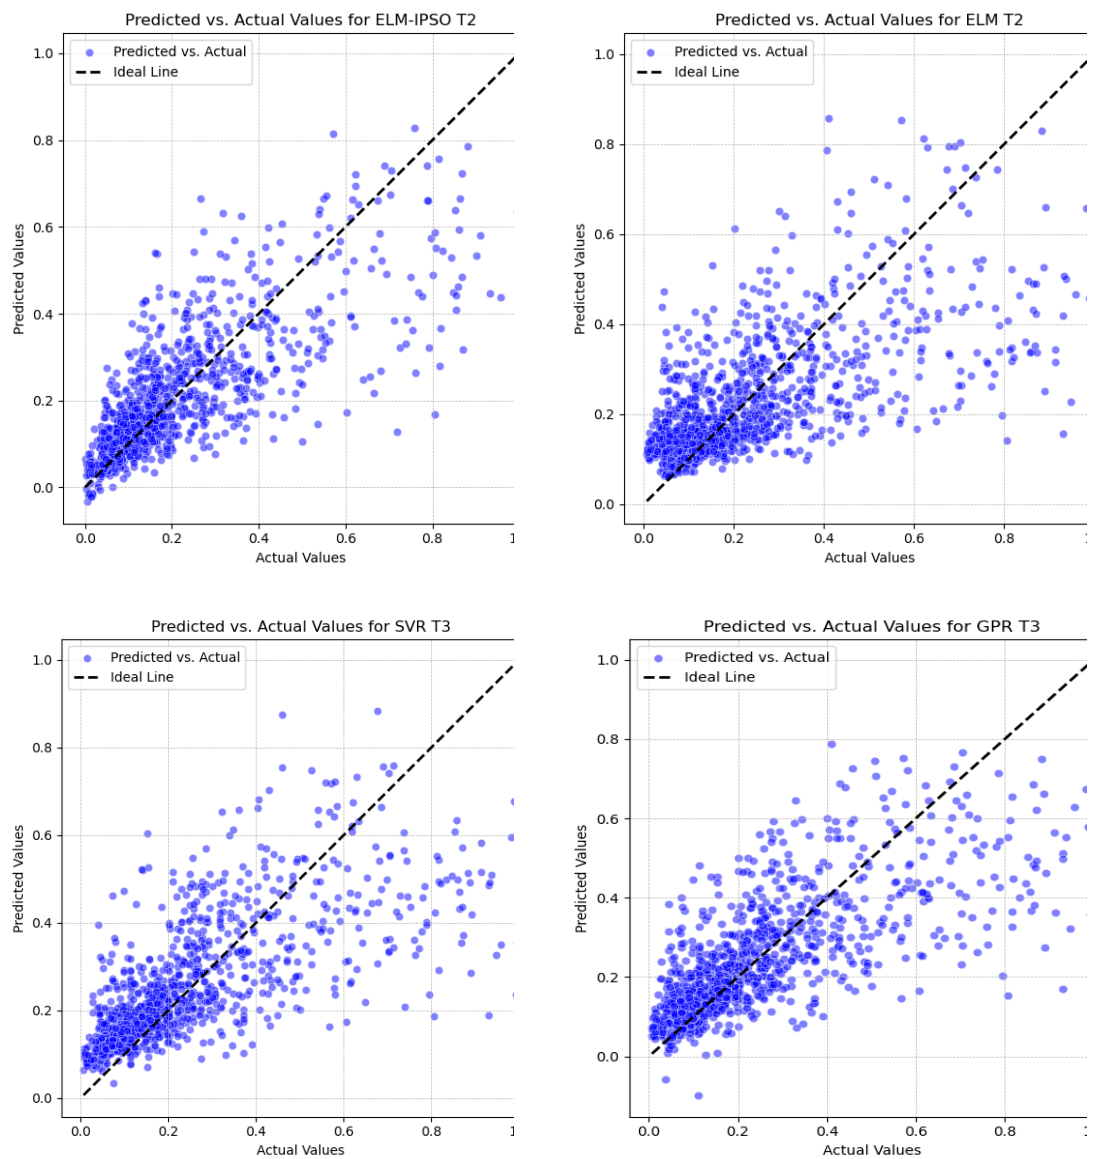 Predicted vs. Actual Values for ELM-IPSO T2
Predicted vs. Actual
Ideal Line
1.0
0.8
0.6
0.4
0.2
0.0
Predicted Values
0.0 0.2 0.4 0.6 0.8 1
Actual Values
Predicted vs. Actual Values for ELM T2
Predicted vs. Actual
Ideal Line
1.0
0.8
0.6
0.4
0.2
0.0
Predicted Values
0.0 0.2 0.4 0.6 0.8 1
Actual Values
Predicted vs. Actual Values for SVR T3
Predicted vs. Actual
Ideal Line
1.0
0.8
0.6
0.4
0.2
0.0
Predicted Values
0.0 0.2 0.4 0.6 0.8 1
Actual Values
Predicted vs. Actual Values for GPR T3
Predicted vs. Actual
Ideal Line
1.0
0.8
0.6
0.4
0.2
0.0
Predicted Values
0.0 0.2 0.4 0.6 0.8 1
Actual Values